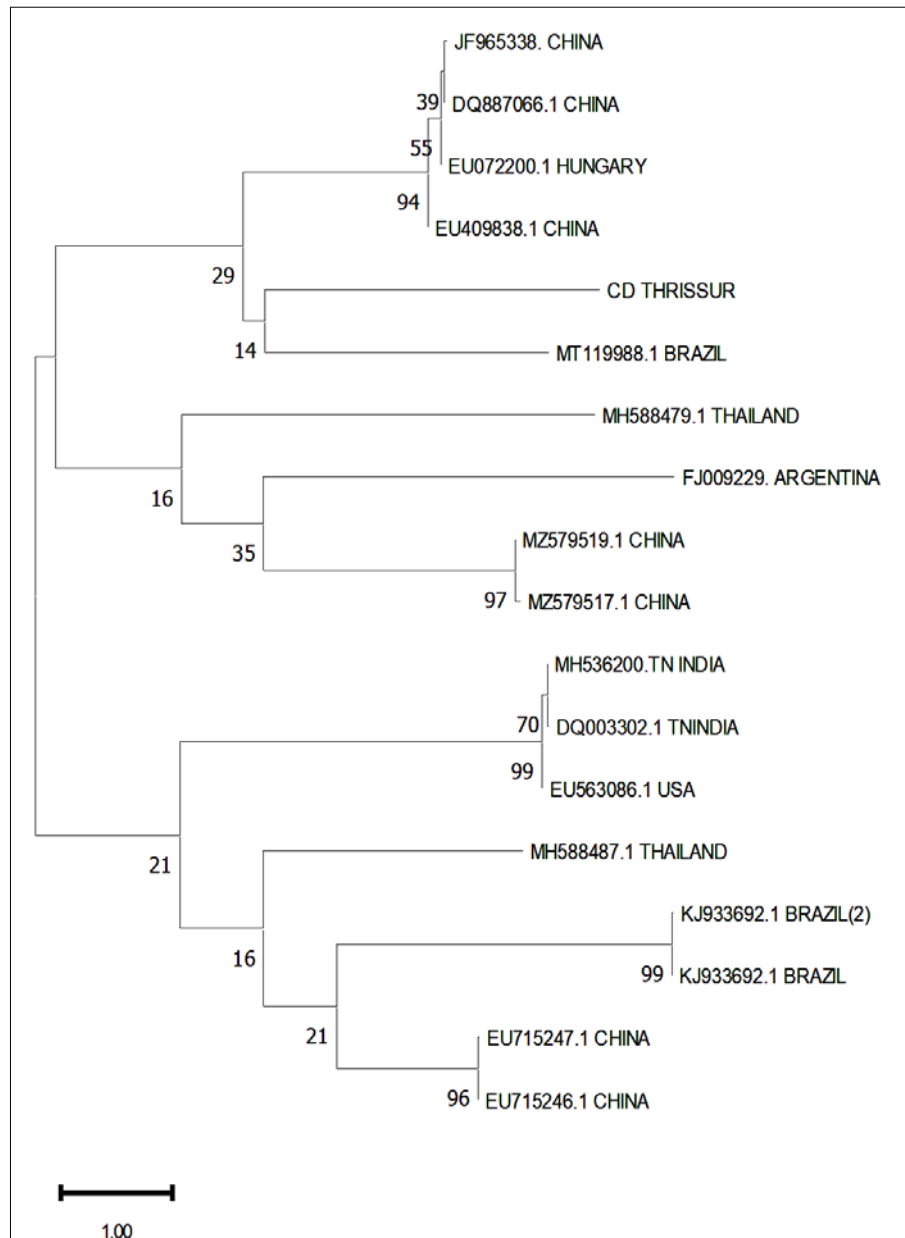 JF965338. CHINA
39
DQ887066.1 CHINA
55
EU072200.1 HUNGARY
94
EU409838.1 CHINA
29
CD THRISSUR
14
MT119988.1 BRAZIL
MH588479.1 THAILAND
16
FJ009229. ARGENTINA
35
MZ579519.1 CHINA
97
MZ579517.1 CHINA
MH536200.TN INDIA
70
DQ003302.1 TNINDIA
99
EU563086.1 USA
21
MH588487.1 THAILAND
16
KJ933692.1 BRAZIL(2)
99
KJ933692.1 BRAZIL
21
EU715247.1 CHINA
96
EU715246.1 CHINA
1.00